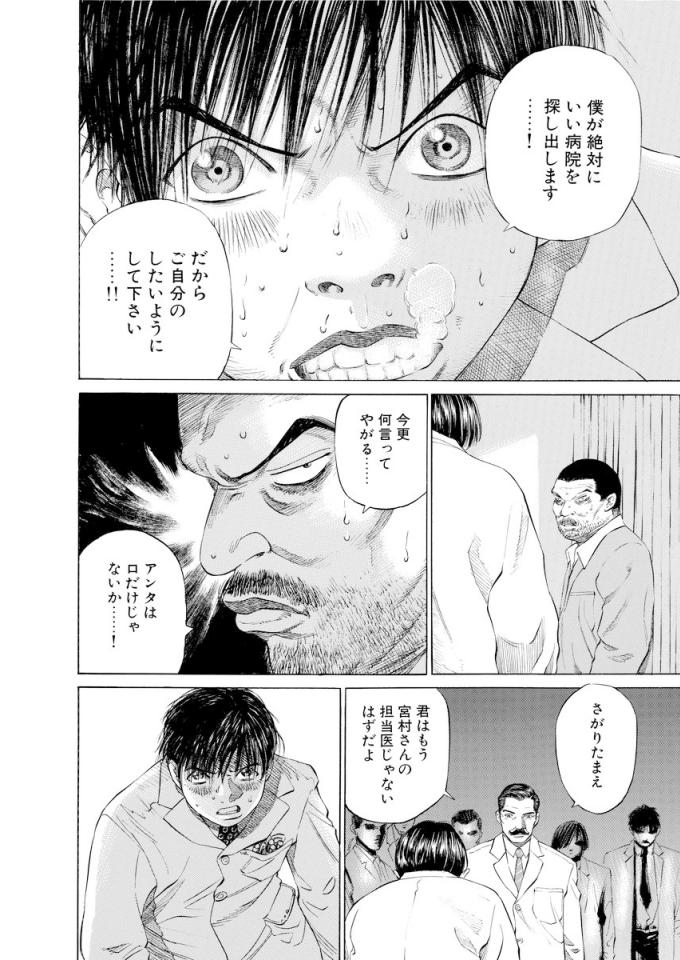 僕が絶対に
いい病院を
探し出します
……！
だから
ご自分の
したいように
して下さい
……!!
今更
何言って
やがる……
アンタは
口だけじゃ
ないか……！
さがりたまえ
君はもう
宮村さんの
担当医じゃない
はずだよ